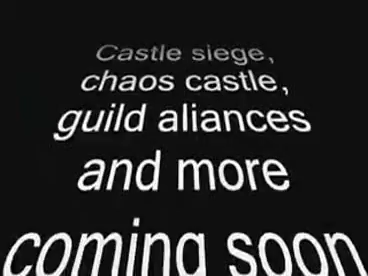 Castle siege,
chaos castle,
guild aliances
and more
coming soon